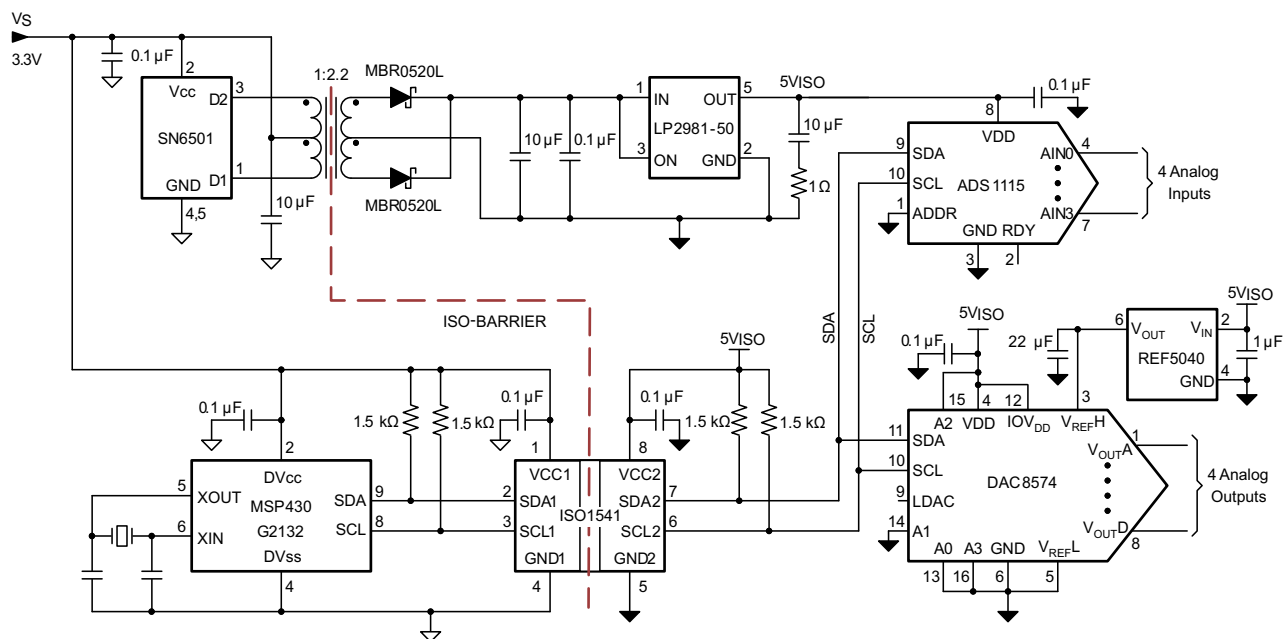 VS
3.3V
0.1 µF
2
Vcc
D2
3
SN6501
GND
D1
1
4,5
10 µF
1:2.2
MBR0520L
MBR0520L
10 µF
0.1 µF
1
IN
OUT
5
LP2981-50
3
ON
GND
2
5VISO
10 µF
1 Ω
0.1 µF
8
VDD
9
SDA
AIN0
4
10
SCL
ADS1115
1
ADDR
AIN3
7
GND
RDY
3
2
4 Analog
Inputs
ISO-BARRIER
SDA
SCL
5VISO
0.1 µF
22
µF
6
VOUT
VIN
2
5VISO
REF5040
1 µF
GND
4
0.1 µF
2
DVcc
5
XOUT
MSP430
SDA
9
6
XIN
G2132
SCL
8
DVss
4
1.5 kΩ
1.5 kΩ
0.1 µF
1
VCC1
2
SDA1
3
SCL1
GND1
4
ISO1541
5VISO
0.1 µF
8
VCC2
SDA2
7
SCL2
6
GND2
5
1.5 kΩ
1.5 kΩ
15
4
12
3
A2
VDD
IOVDD
VREFH
11
SDA
VOUTA
1
10
SCL
DAC8574
9
LDAC
14
A1
VOUTD
8
A0
A3
GND
VREFL
13
16
6
5
4 Analog
Outputs